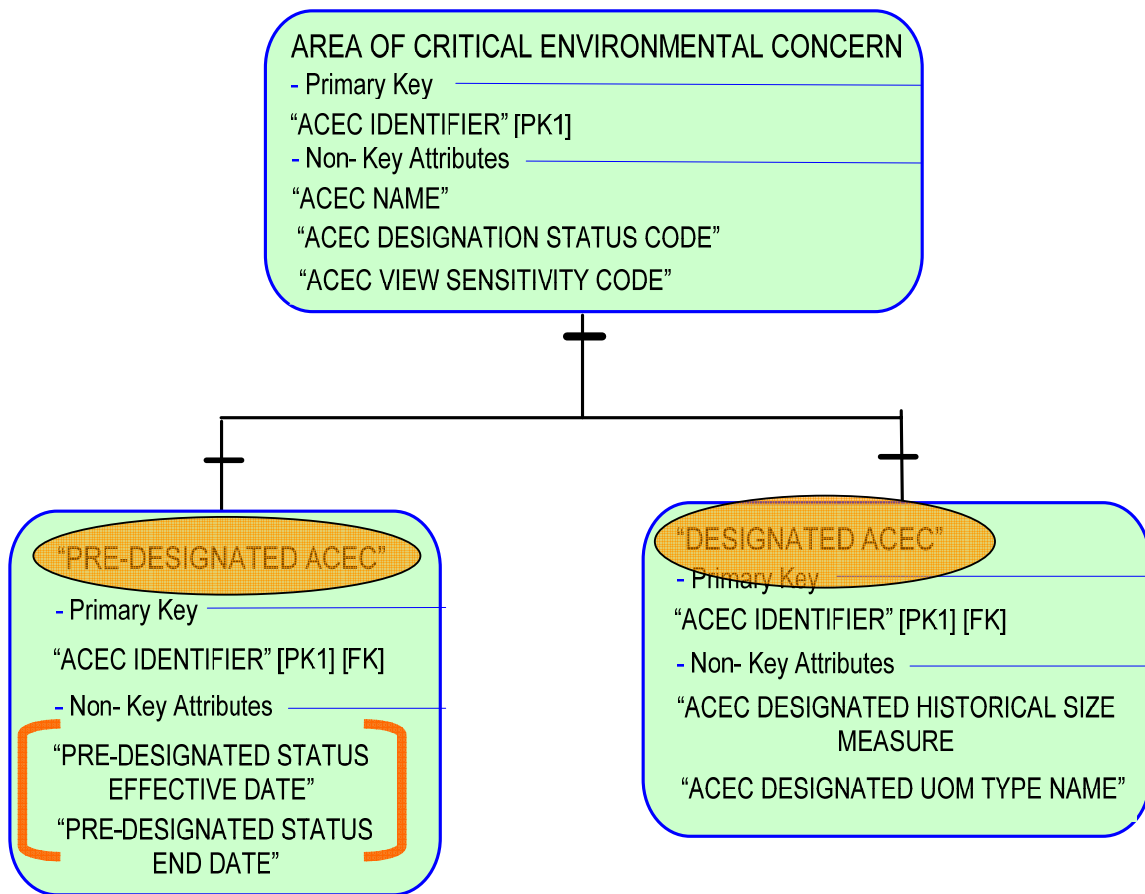 AREA OF CRITICAL ENVIRONMENTAL CONCERN
- Primary Key
“ACEC IDENTIFIER” [PK1]
- Non- Key Attributes
“ACEC NAME”
“ACEC DESIGNATION STATUS CODE”
“ACEC VIEW SENSITIVITY CODE”
“PRE-DESIGNATED ACEC”
- Primary Key
“ACEC IDENTIFIER” [PK1] [FK]
- Non- Key Attributes
“PRE-DESIGNATED STATUS
EFFECTIVE DATE”
“PRE-DESIGNATED STATUS
END DATE”
“DESIGNATED ACEC”
- Primary Key
“ACEC IDENTIFIER” [PK1] [FK]
- Non- Key Attributes
“ACEC DESIGNATED HISTORICAL SIZE
MEASURE
“ACEC DESIGNATED UOM TYPE NAME”